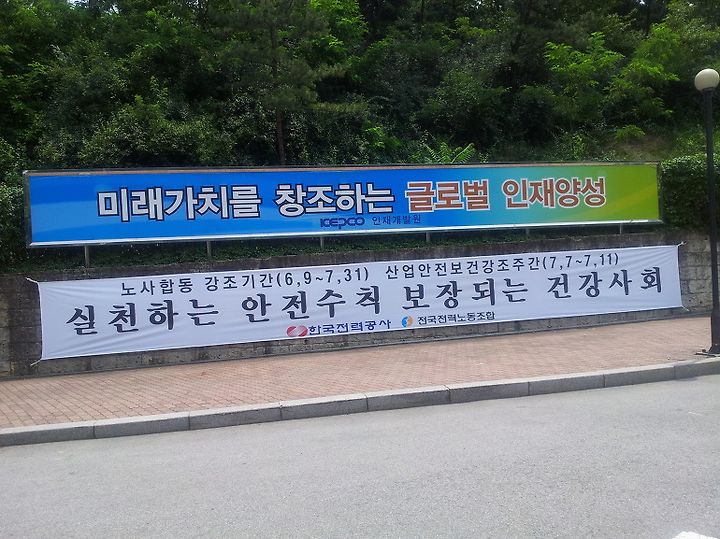 미래가치를 창조하는 글로벌 인재양성
KEPCO 인재개발원
노사합동 강조기간(6,9~7,31) 산업안전보건강조주간(7,7~7,11)
실천하는 안전수칙 보장되는 건강사회
한국전력공사 전국전력노동조합